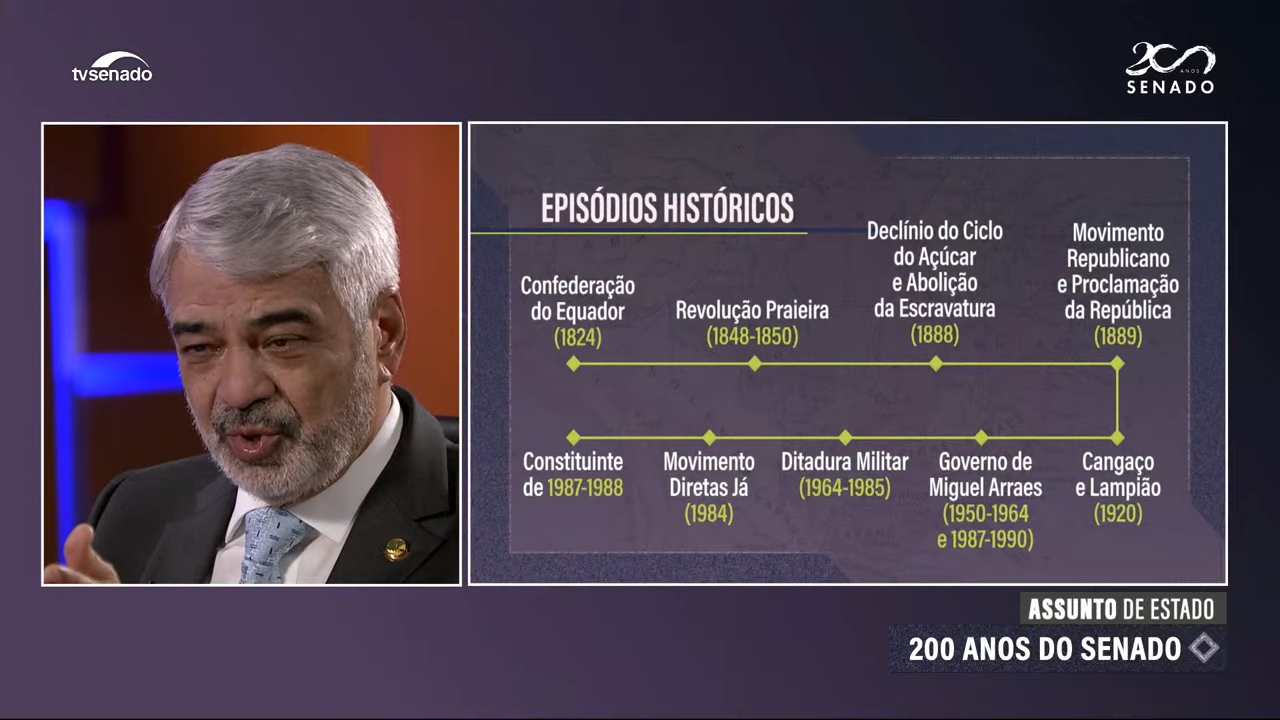 tvsenado
200
ANOS
SENADO
EPISÓDIOS HISTÓRICOS
Confederação
do Equador
(1824)
Revolução Praieira
(1848-1850)
Declínio do Ciclo
do Açúcar
e Abolição
da Escravatura
(1888)
Movimento
Republicano
e Proclamação
da República
(1889)
Constituinte
de 1987-1988
Movimento
Diretas Já
(1984)
Ditadura Militar
(1964-1985)
Governo de
Miguel Arraes
(1950-1964
e 1987-1990)
Cangaço
e Lampião
(1920)
ASSUNTO DE ESTADO
200 ANOS DO SENADO